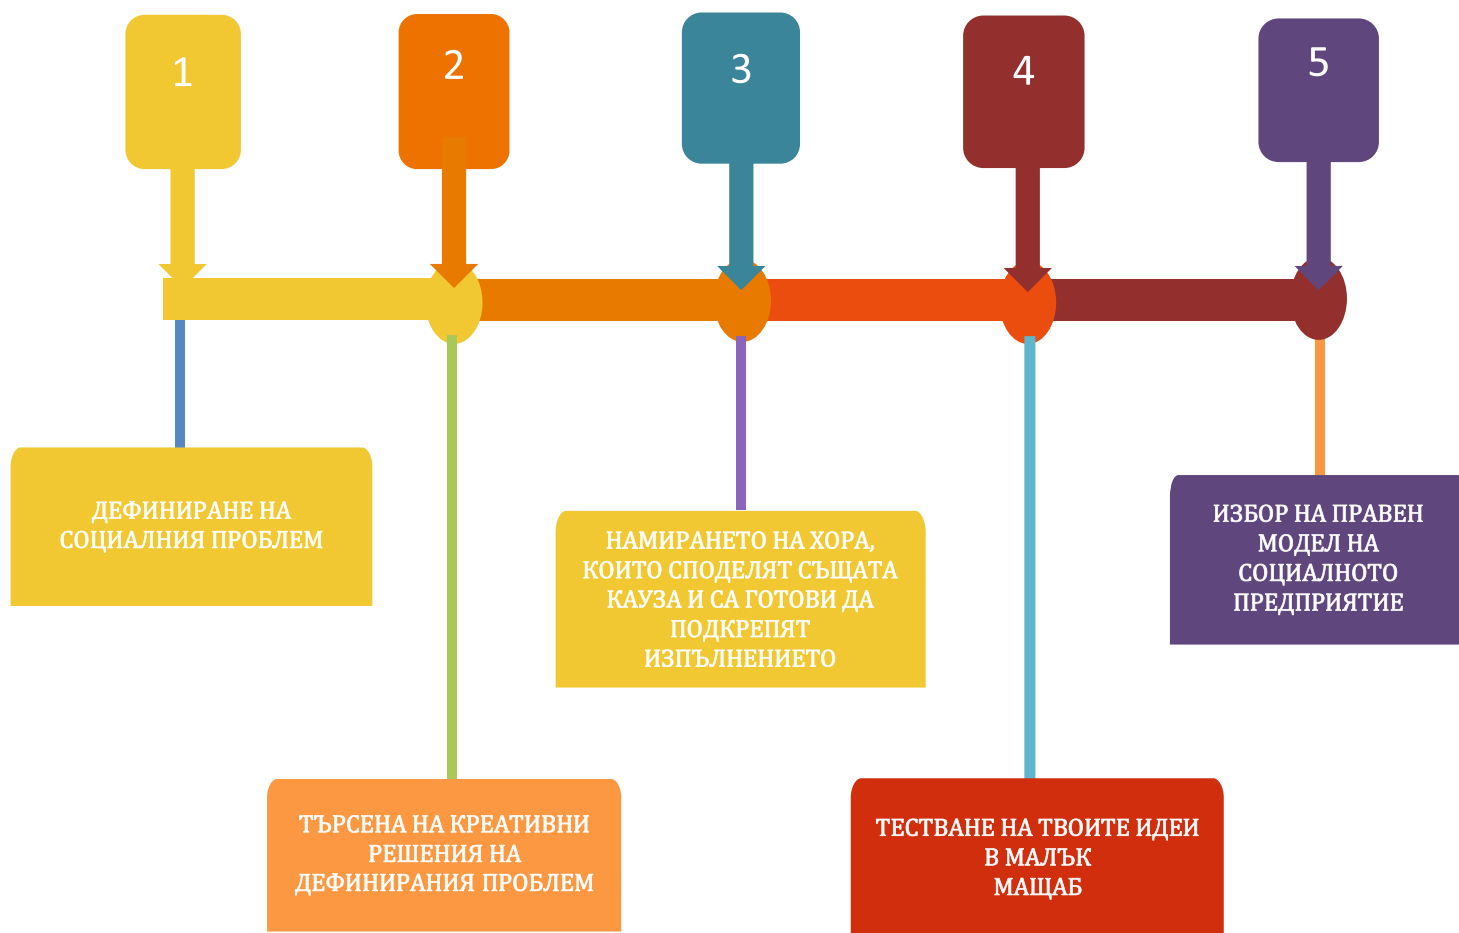 1
2
3
4
5
ДЕФИНИРАНЕ НА
СОЦИАЛНИЯ ПРОБЛЕМ
ТЪРСЕНА НА КРЕАТИВНИ
РЕШЕНИЯ НА
ДЕФИНИРАНИЯ ПРОБЛЕМ
НАМИРАНЕТО НА ХОРА,
КОИТО СПОДЕЛЯТ СЪЩАТА
КАУЗА И СА ГОТОВИ ДА
ПОДКРЕПЯТ
ИЗПЪЛНЕНИЕТО
ТЕСТВАНЕ НА ТВОИТЕ ИДЕИ
В МАЛЪК
МАЩАБ
ИЗБОР НА ПРАВЕН
МОДЕЛ НА
СОЦИАЛНОТО
ПРЕДПРИЯТИЕ